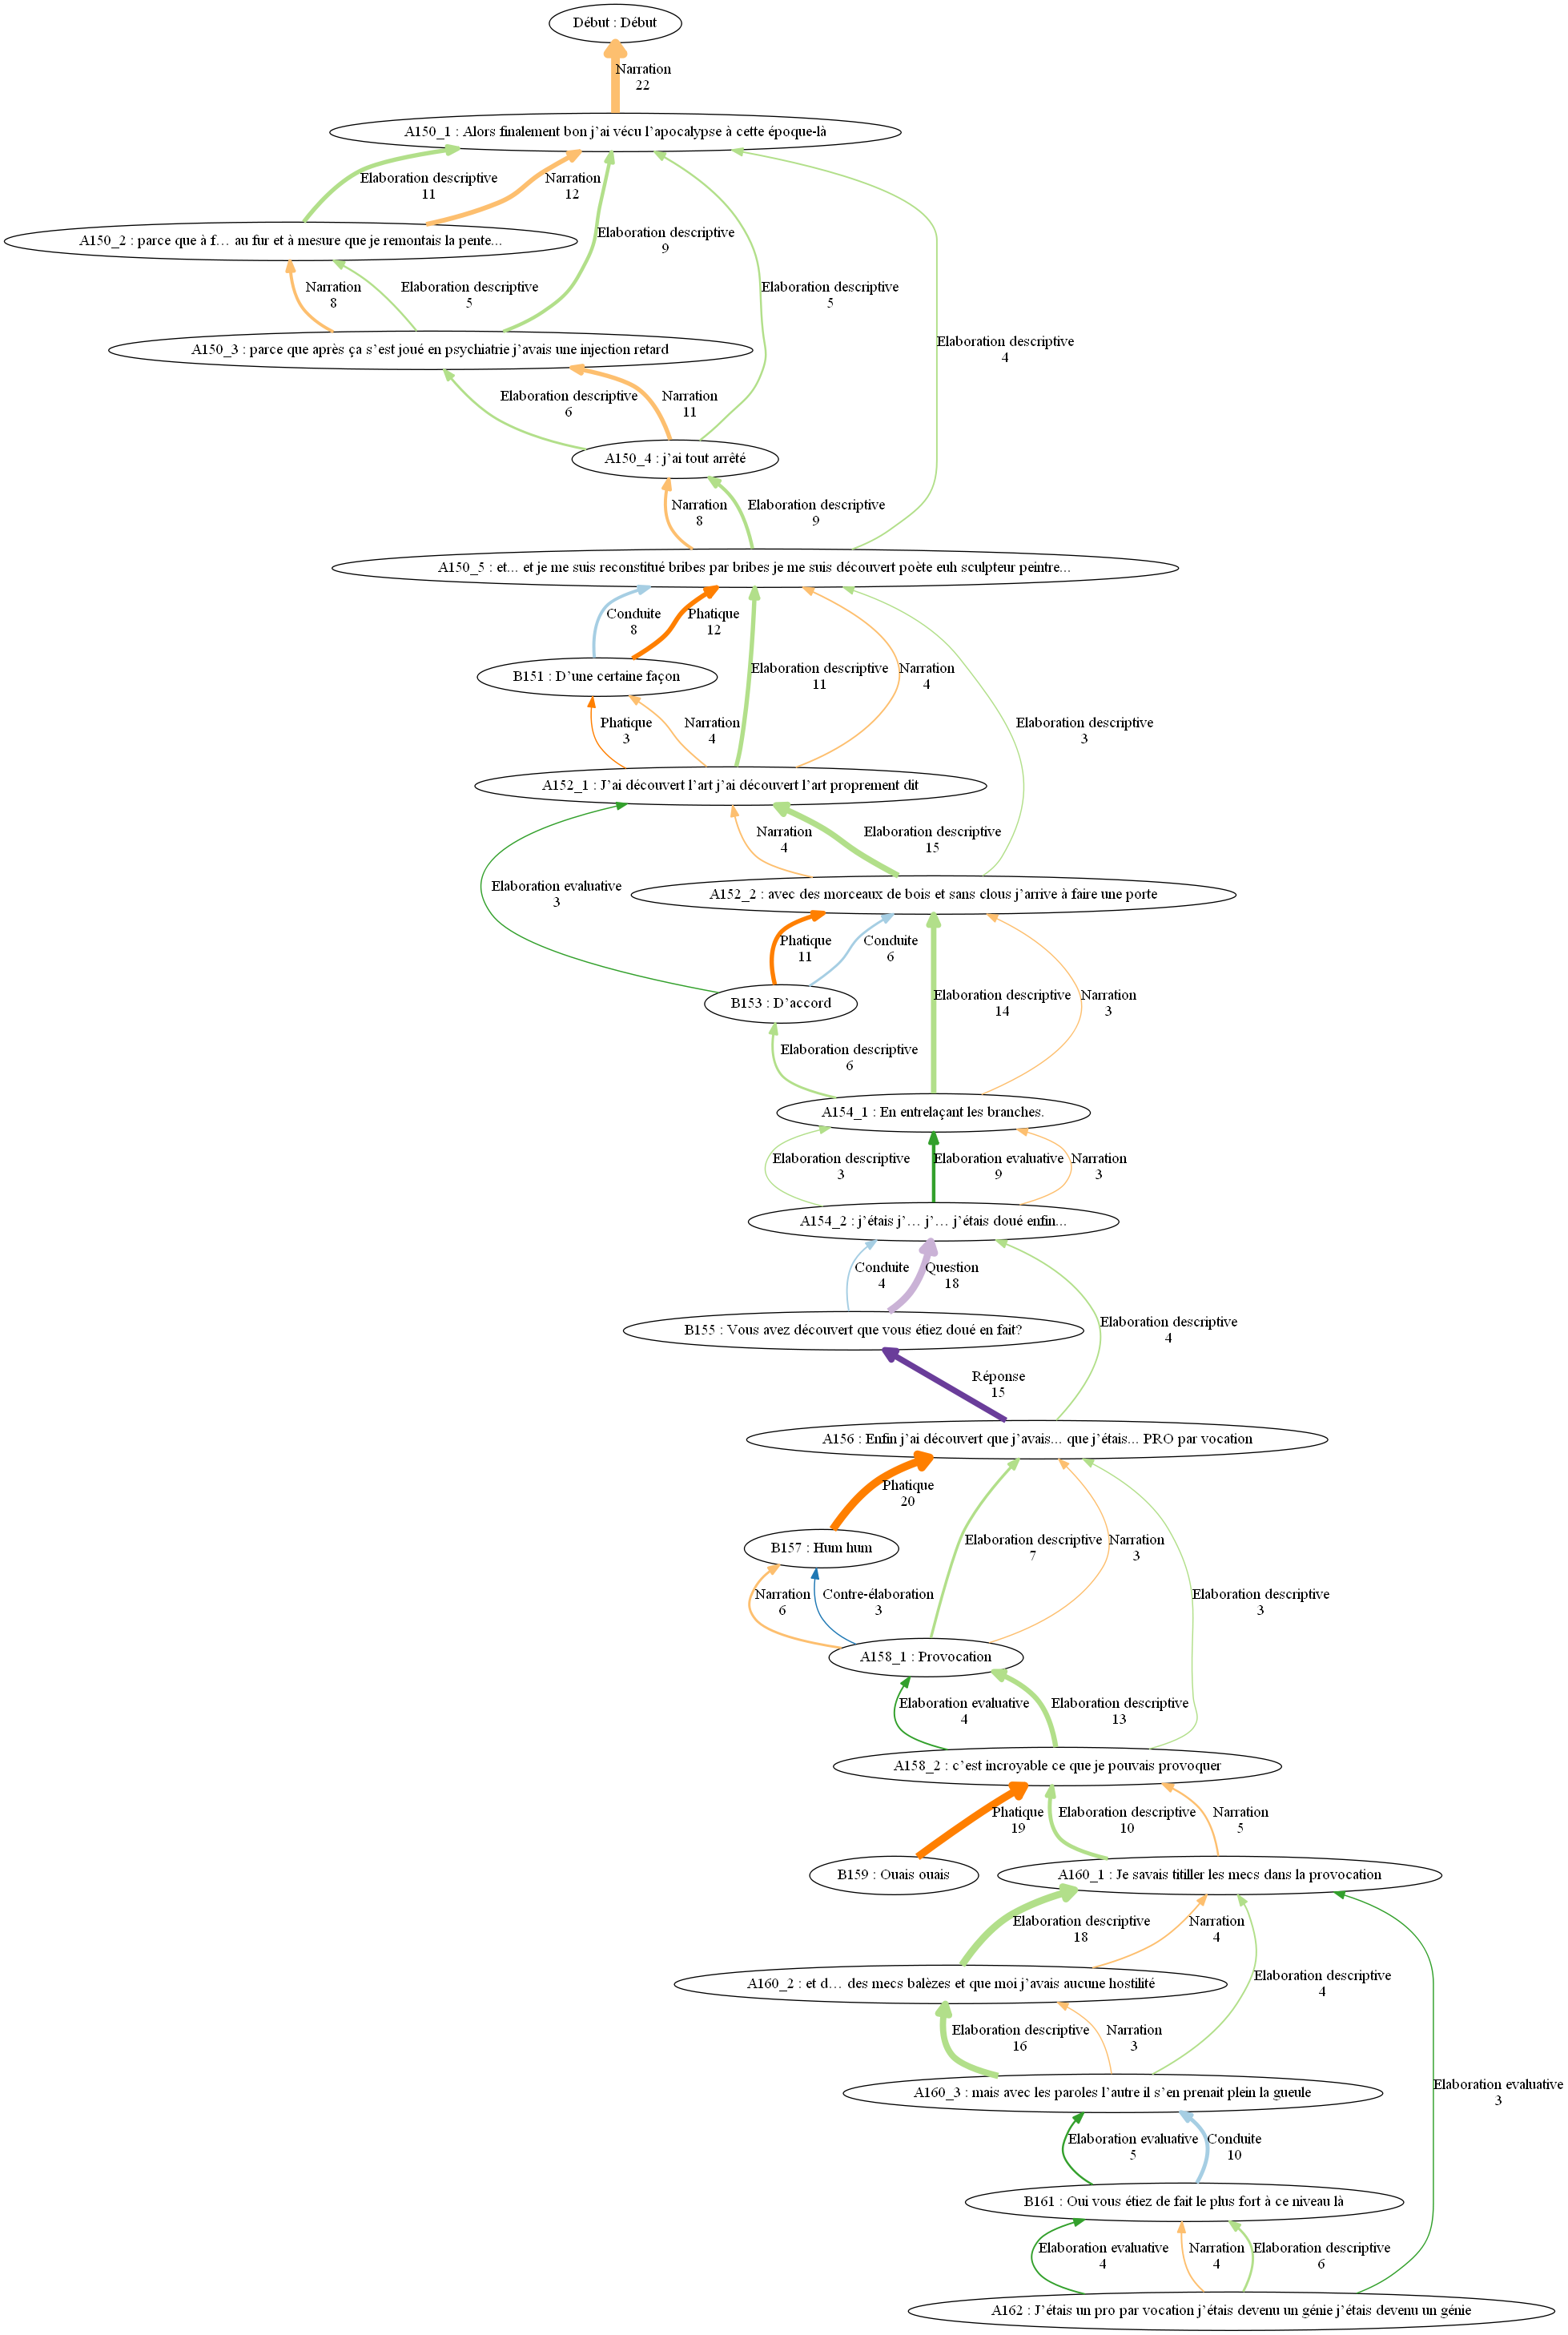 Début : Début
Narration
22
A150_1 : Alors finalement bon j’ai vécu l’apocalypse à cette époque-là
Elaboration descriptive
11
Narration
12
Elaboration descriptive
9
A150_2 : parce que à f… au fur et à mesure que je remontais la pente...
Narration
8
Elaboration descriptive
5
Elaboration descriptive
5
Elaboration descriptive
4
A150_3 : parce que après ça s’est joué en psychiatrie j’avais une injection retard
Elaboration descriptive
6
Narration
11
A150_4 : j’ai tout arrêté
Narration
8
Elaboration descriptive
9
A150_5 : et... et je me suis reconstitué bribes par bribes je me suis découvert poète euh sculpteur peintre...
Conduite
8
Phatique
12
Elaboration descriptive
11
Narration
4
B151 : D’une certaine façon
Phatique
3
Narration
4
Elaboration descriptive
3
A152_1 : J’ai découvert l’art j’ai découvert l’art proprement dit
Narration
4
Elaboration descriptive
15
Elaboration evaluative
3
A152_2 : avec des morceaux de bois et sans clous j’arrive à faire une porte
Phatique
11
Conduite
6
Elaboration descriptive
14
Narration
3
B153 : D’accord
Elaboration descriptive
6
A154_1 : En entrelaçant les branches.
Elaboration descriptive
3
Elaboration evaluative
9
Narration
3
A154_2 : j’étais j’… j’… j’étais doué enfin...
Conduite
4
Question
18
B155 : Vous avez découvert que vous étiez doué en fait?
Elaboration descriptive
4
Réponse
15
A156 : Enfin j’ai découvert que j’avais... que j’étais... PRO par vocation
Phatique
20
B157 : Hum hum
Elaboration descriptive
7
Narration
3
Elaboration descriptive
3
Narration
6
Contre-élaboration
3
A158_1 : Provocation
Elaboration evaluative
4
Elaboration descriptive
13
A158_2 : c’est incroyable ce que je pouvais provoquer
Phatique
19
Elaboration descriptive
10
Narration
5
B159 : Ouais ouais
A160_1 : Je savais titiller les mecs dans la provocation
Elaboration descriptive
18
Narration
4
A160_2 : et d… des mecs balèzes et que moi j’avais aucune hostilité
Elaboration descriptive
4
Elaboration descriptive
16
Narration
3
A160_3 : mais avec les paroles l’autre il s’en prenait plein la gueule
Elaboration evaluative
3
Elaboration evaluative
5
Conduite
10
B161 : Oui vous étiez de fait le plus fort à ce niveau là
Elaboration evaluative
4
Narration
4
Elaboration descriptive
6
A162 : J’étais un pro par vocation j’étais devenu un génie j’étais devenu un génie